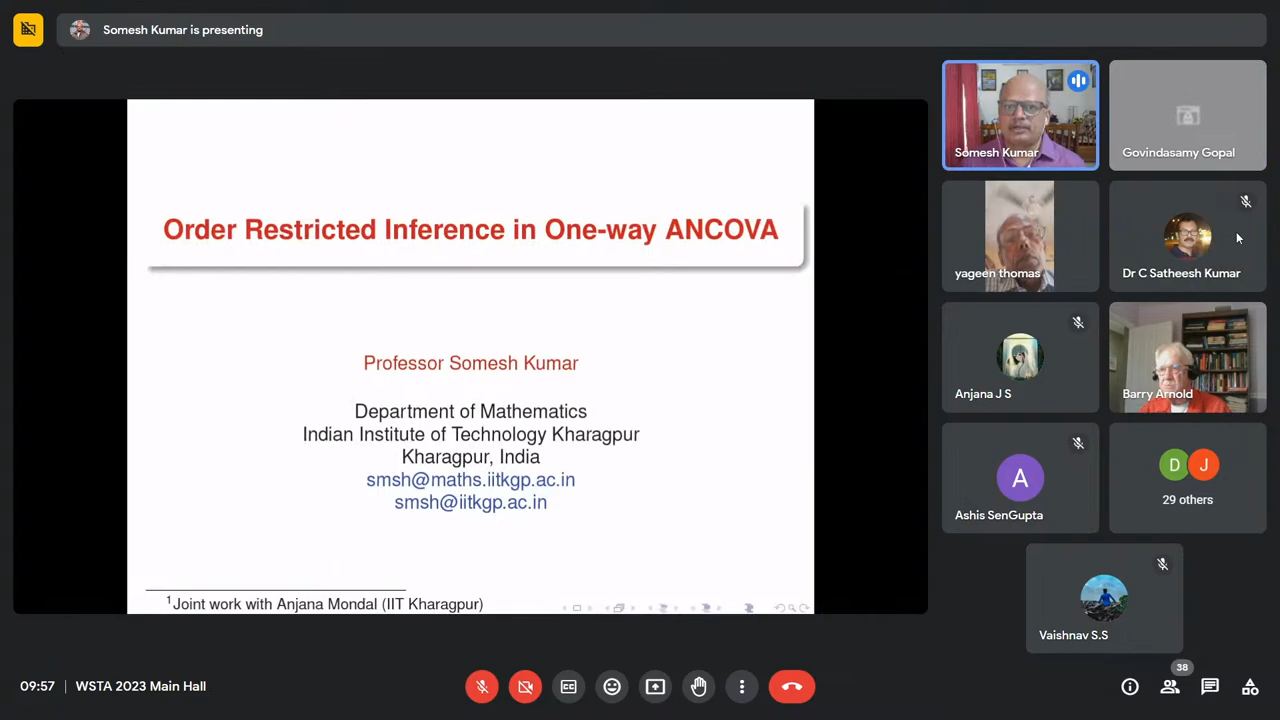 Somesh Kumar is presenting
Order Restricted Inference in One-way ANCOVA
Professor Somesh Kumar
Department of Mathematics
Indian Institute of Technology Kharagpur
Kharagpur, India
smsh@maths.iitkgp.ac.in
smsh@iitkgp.ac.in
1Joint work with Anjana Mondal (IIT Kharagpur)
Somesh Kumar
Govindasamy Gopal
yageen thomas
Dr C Satheesh Kumar
Anjana J S
Barry Arnold
A
Ashis SenGupta
D J
29 others
Vaishnav S.S
09:57 | WSTA 2023 Main Hall
38